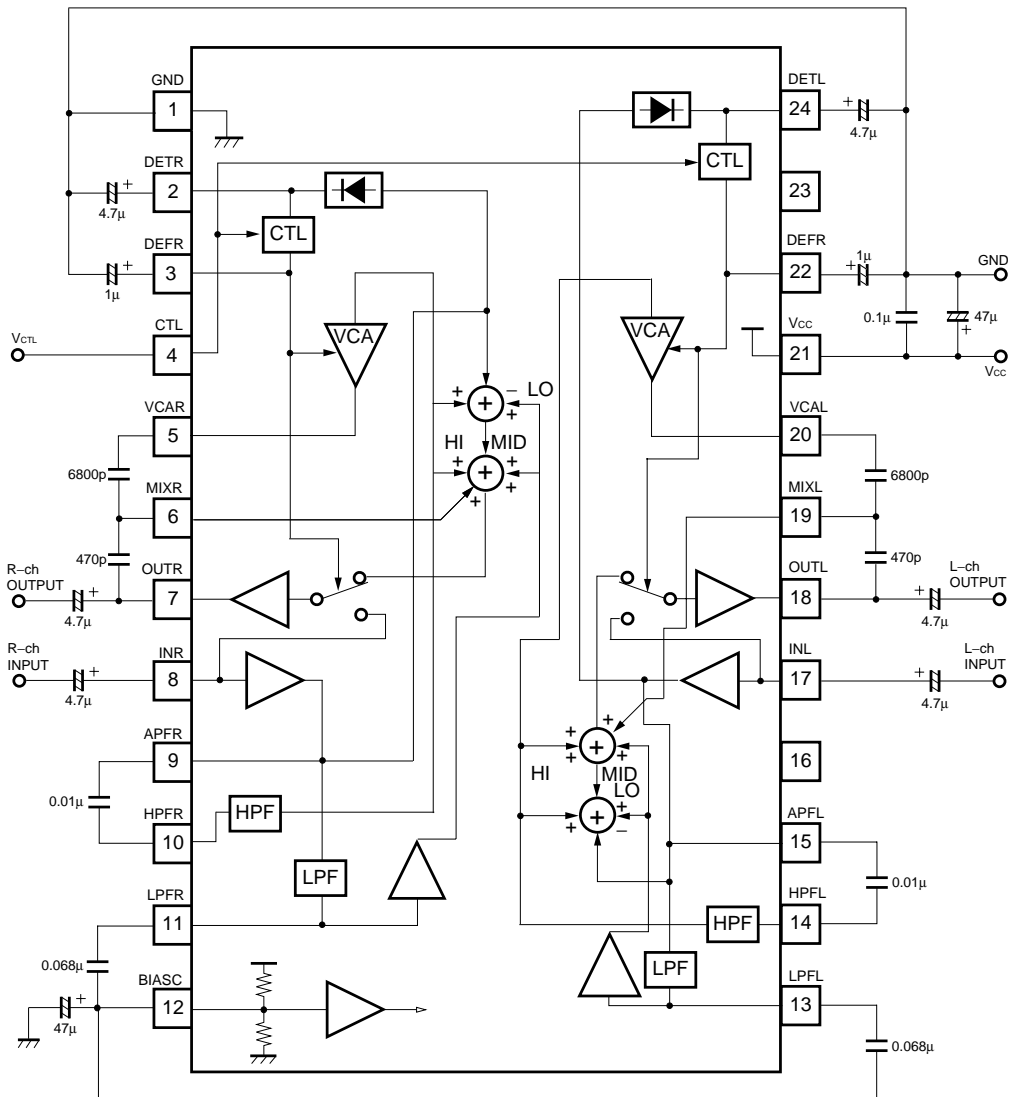 GND
1
DETR
2
+
4.7μ
DEFR
3
+
1μ
CTL
4
VCTL
VCAR
5
6800p
MIXR
6
470p
R–ch
OUTPUT
OUTR
7
+
4.7μ
R–ch
INPUT
INR
8
+
4.7μ
APFR
9
0.01μ
HPFR
10
LPFR
11
0.068μ
BIASC
12
+
47μ
CTL
VCA
+
–
LO
+
+
HI
MID
+
+
+
+
+
+
HPF
LPF
CTL
VCA
+
+
+
+
+
+
+
HI
MID
LO
+
+
+
–
HPF
LPF
DETL
24
+
4.7μ
23
DEFR
22
+
1μ
GND
0.1μ
47μ
+
VCC
21
VCC
VCAL
20
6800p
MIXL
19
470p
OUTL
18
L–ch
OUTPUT
+
4.7μ
INL
17
L–ch
INPUT
+
4.7μ
16
APFL
15
0.01μ
HPFL
14
LPFL
13
0.068μ